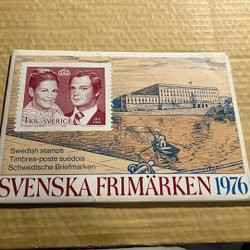 1 KR SVERIGE
Swedish stamps
Timbres-poste suédois
Schwedische Briefmarken
SVENSKA FRIMÄRKEN 1976